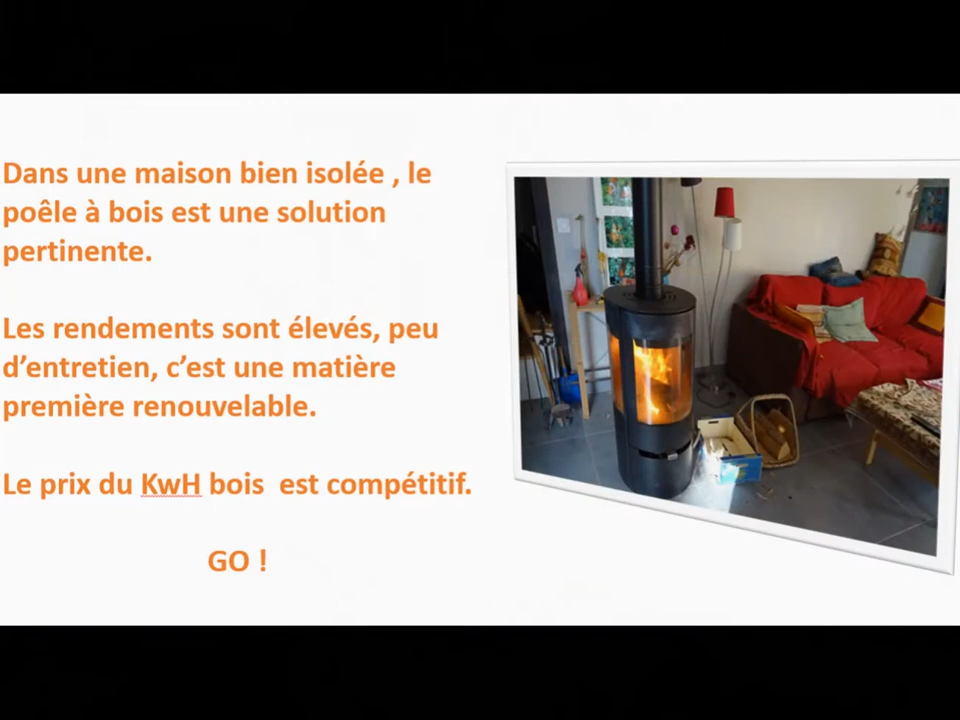 Dans une maison bien isolée , le
poêle à bois est une solution
pertinente.
Les rendements sont élevés, peu
d’entretien, c’est une matière
première renouvelable.
Le prix du KwH bois  est compétitif.
GO !